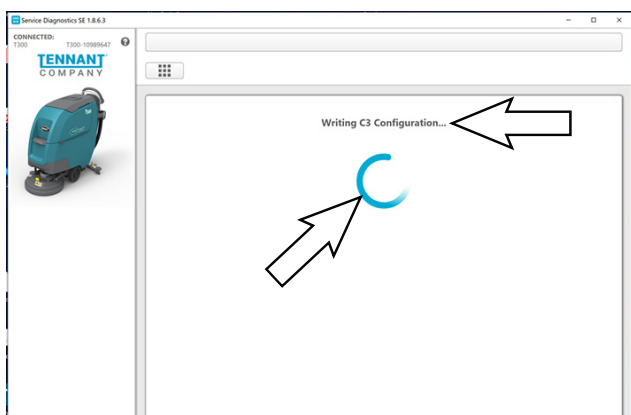 Service Diagnostics SE 1.8.6.3
CONNECTED:
T300 T300-10989647
TENNANT
COMPANY
Writing C3 Configuration...